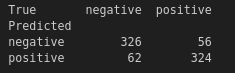 True negative positive
Predicted
negative 326 56
positive 62 324